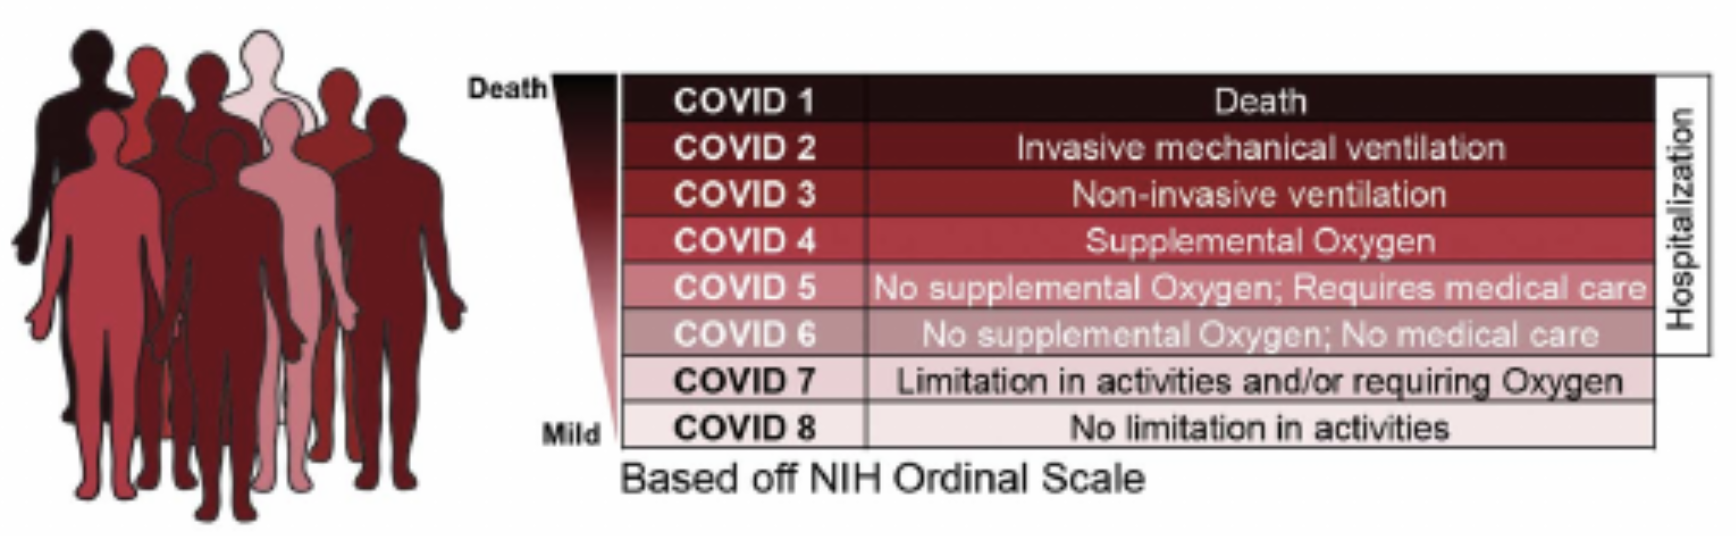 Death
COVID 1 Death
COVID 2 Invasive mechanical ventilation
COVID 3 Non-invasive ventilation
COVID 4 Supplemental Oxygen
COVID 5 No supplemental Oxygen; Requires medical care
COVID 6 No supplemental Oxygen; No medical care
COVID 7 Limitation in activities and/or requiring Oxygen
COVID 8 No limitation in activities
Mild
Hospitalization
Based off NIH Ordinal Scale